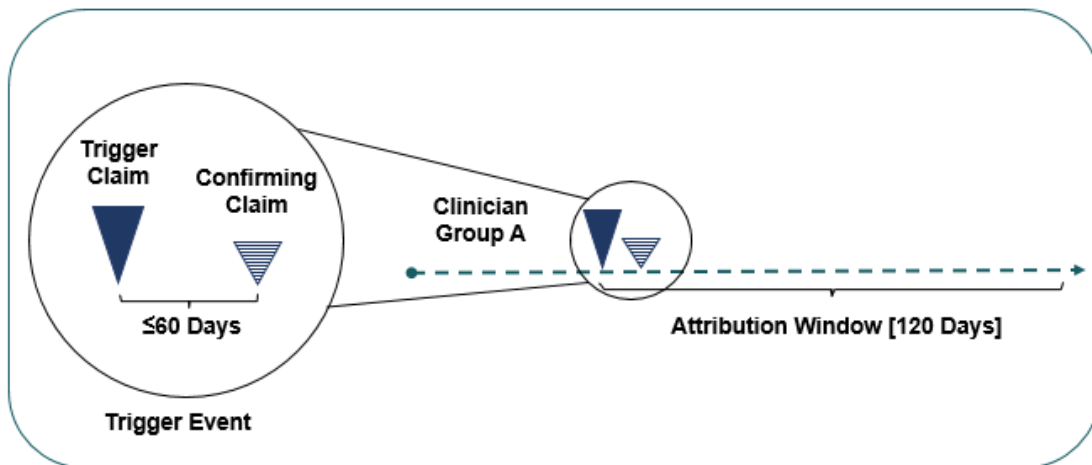 Trigger
Claim
Confirming
Claim
≤60 Days
Trigger Event
Clinician
Group A
Attribution Window [120 Days]